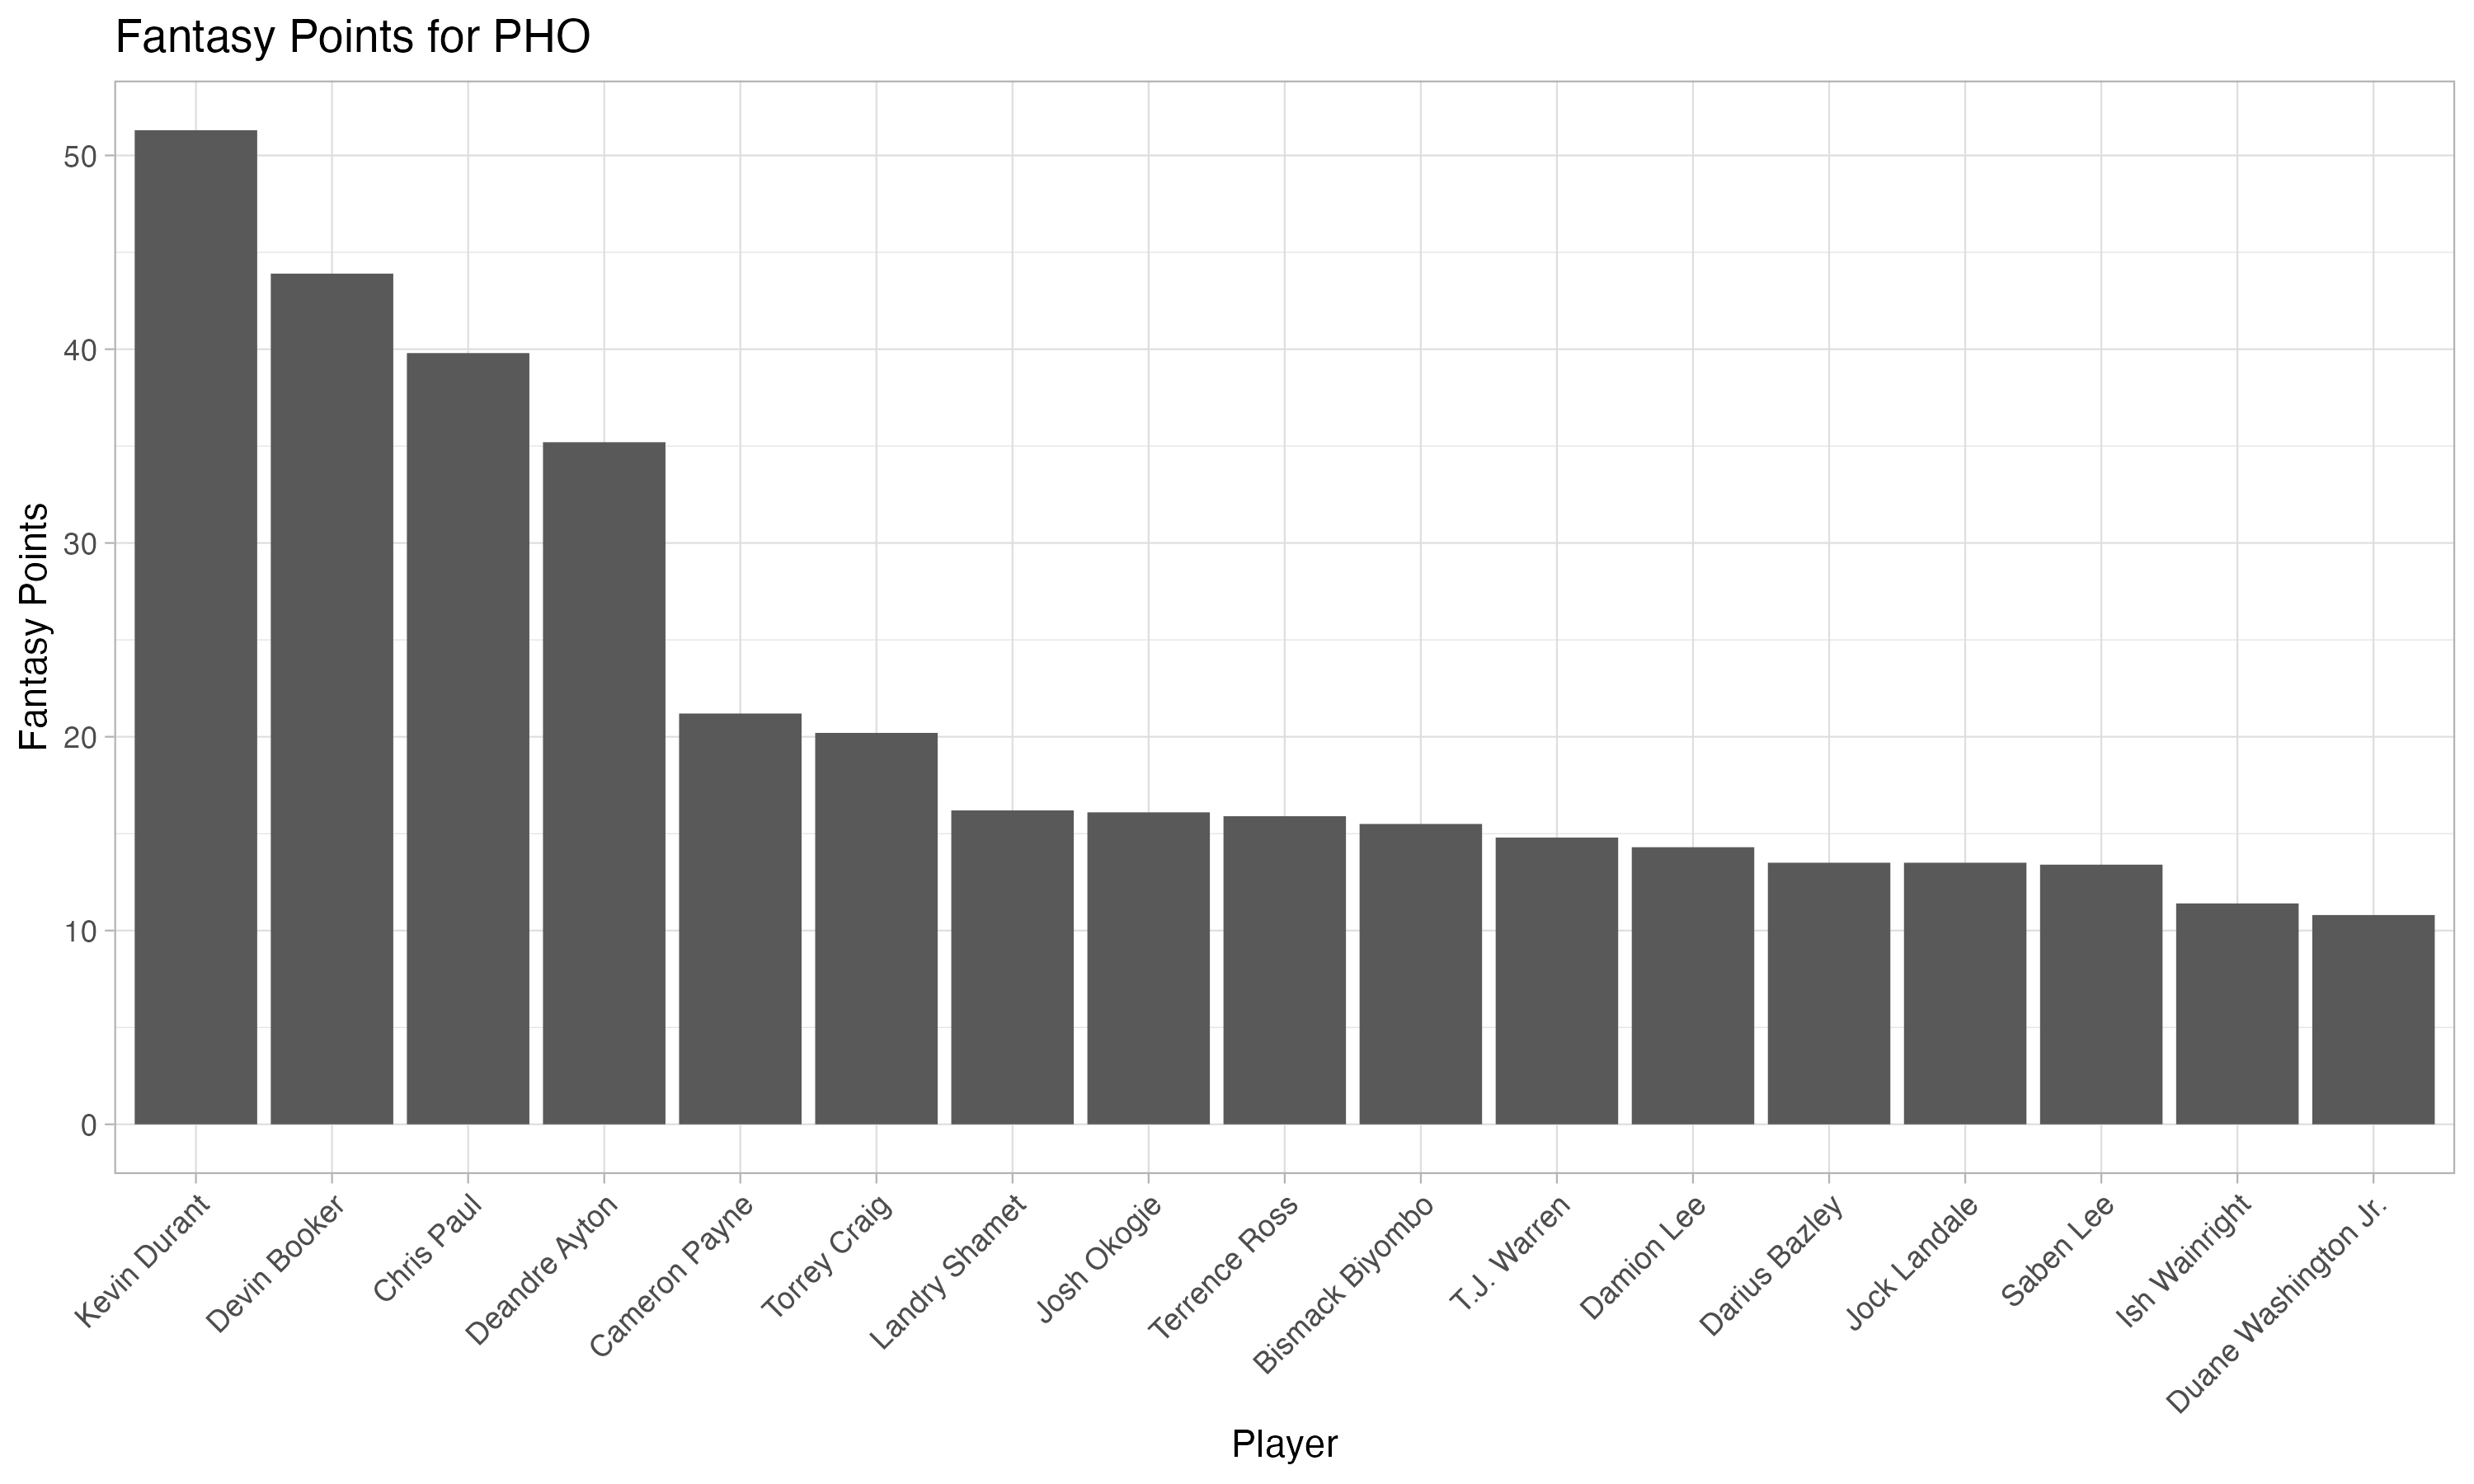 Fantasy Points for PHO
Fantasy Points
50
40
30
20
10
0
Kevin Durant
Devin Booker
Chris Paul
Deandre Ayton
Cameron Payne
Torrey Craig
Landry Shamet
Josh Okogie
Terrence Ross
Bismack Biyombo
T.J. Warren
Damion Lee
Darius Bazley
Jock Landale
Saben Lee
Ish Wainright
Duane Washington Jr.
Player